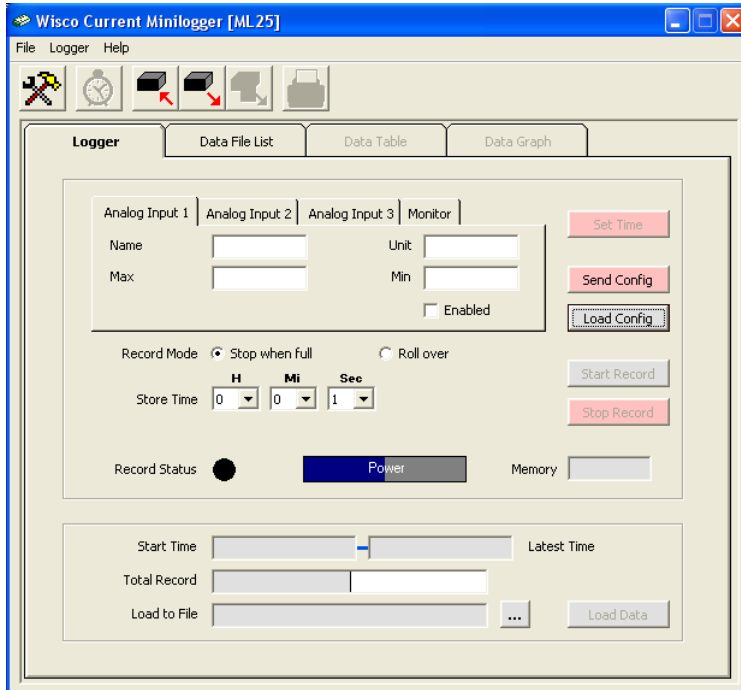 Wisco Current Minilogger [ML25]
File Logger Help
Logger Data File List Data Table Data Graph
Analog Input 1 Analog Input 2 Analog Input 3 Monitor
Set Time
Name Unit
Max Min
Send Config
Enabled
Load Config
Record Mode Stop when full Roll over
Start Record
H Mi Sec
Store Time 0 0 1
Stop Record
Record Status Power Memory
Start Time Latest Time
Total Record
Load to File ... Load Data